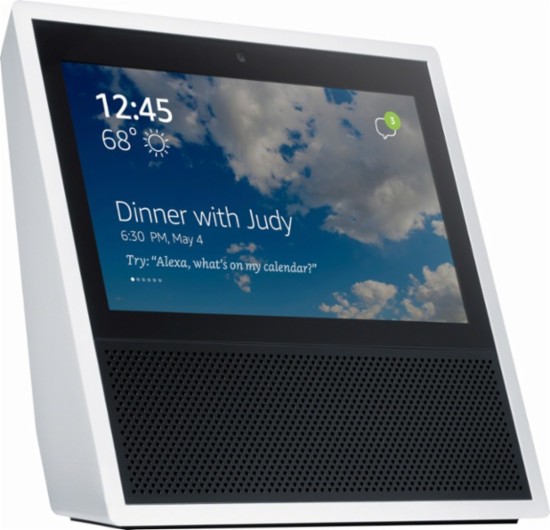 12:45
3
68°
Dinner with Judy
6:30 PM, May 4
Try: “Alexa, what's on my calendar?”